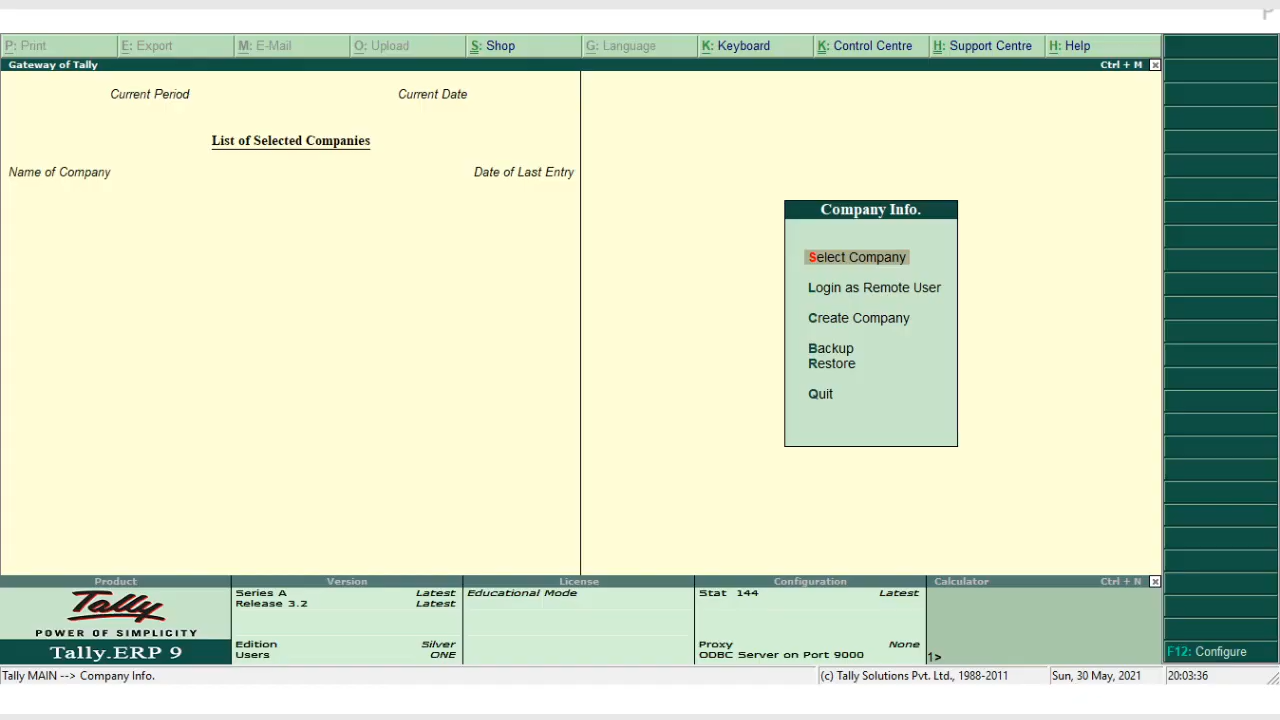 P: Print E: Export M: E-Mail O: Upload S: Shop G: Language K: Keyboard K: Control Centre H: Support Centre H: Help
Gateway of Tally Ctrl + M
Current Period Current Date
List of Selected Companies
Name of Company Date of Last Entry
Company Info.
Select Company
Login as Remote User
Create Company
Backup
Restore
Quit
Product Version License Configuration Calculator Ctrl + N
Tally
POWER OF SIMPLICITY
Tally.ERP 9
Series A Latest
Release 3.2 Latest
Edition Silver
Users ONE
Educational Mode
Stat 144 Latest
Proxy None
ODBC Server on Port 9000
1>
F12: Configure
Tally MAIN --> Company Info. (c) Tally Solutions Pvt. Ltd., 1988-2011 Sun, 30 May, 2021 20:03:36